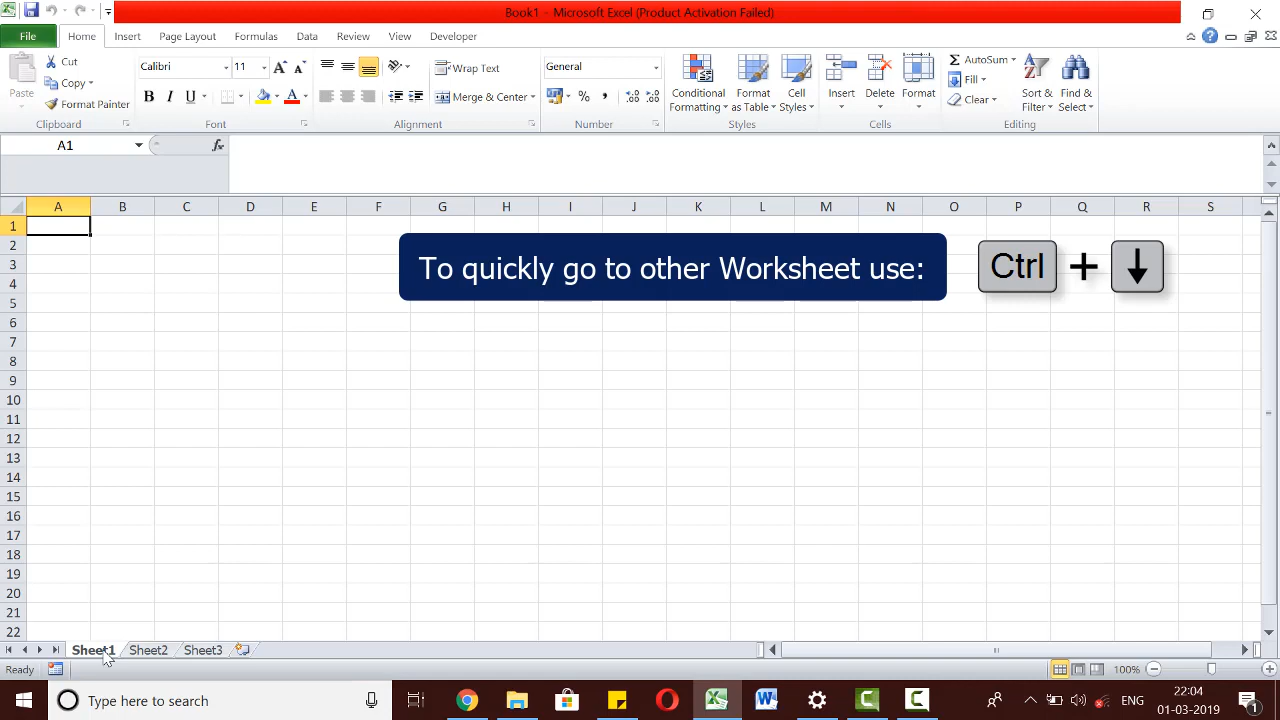 Book1 - Microsoft Excel (Product Activation Failed)
File Home Insert Page Layout Formulas Data Review View Developer
Paste
Cut
Copy
Format Painter
Clipboard
Calibri 11
B I U
Font
Wrap Text
Merge & Center
Alignment
General
%
Number
Conditional Formatting
Format as Table
Cell Styles
Styles
Insert Delete Format
Cells
AutoSum
Fill
Clear
Sort & Filter
Find & Select
Editing
A1 fx
A B C D E F G H I J K L M N O P Q R S
1
2
3
4
5
6
7
8
9
10
11
12
13
14
15
16
17
18
19
20
21
22
To quickly go to other Worksheet use: Ctrl + ↓
Sheet1 Sheet2 Sheet3
Ready 100%
Type here to search
ENG
22:04
01-03-2019
1